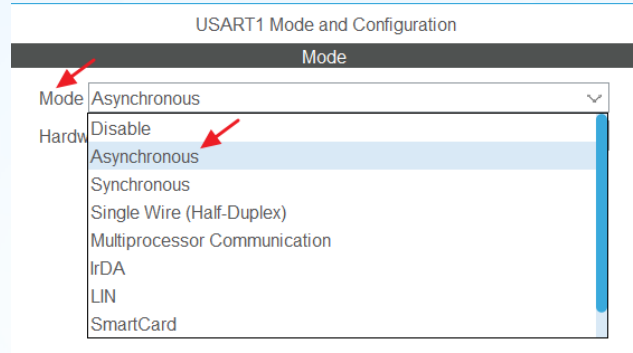 USART1 Mode and Configuration
Mode
Mode Asynchronous
Hardw
Disable
Asynchronous
Synchronous
Single Wire (Half-Duplex)
Multiprocessor Communication
IrDA
LIN
SmartCard